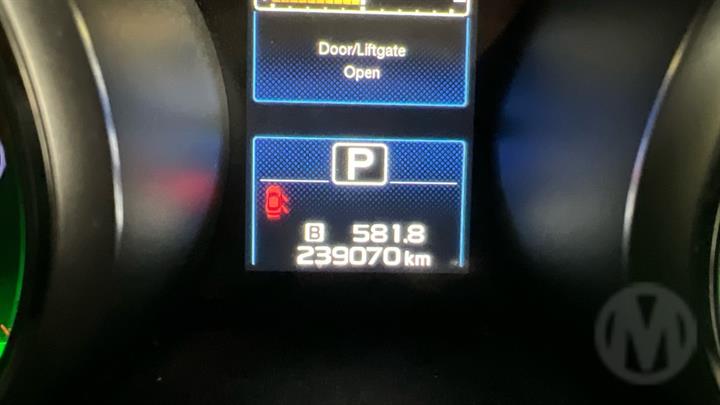 Door/Liftgate
Open
P
B 581.8
239070 km
M